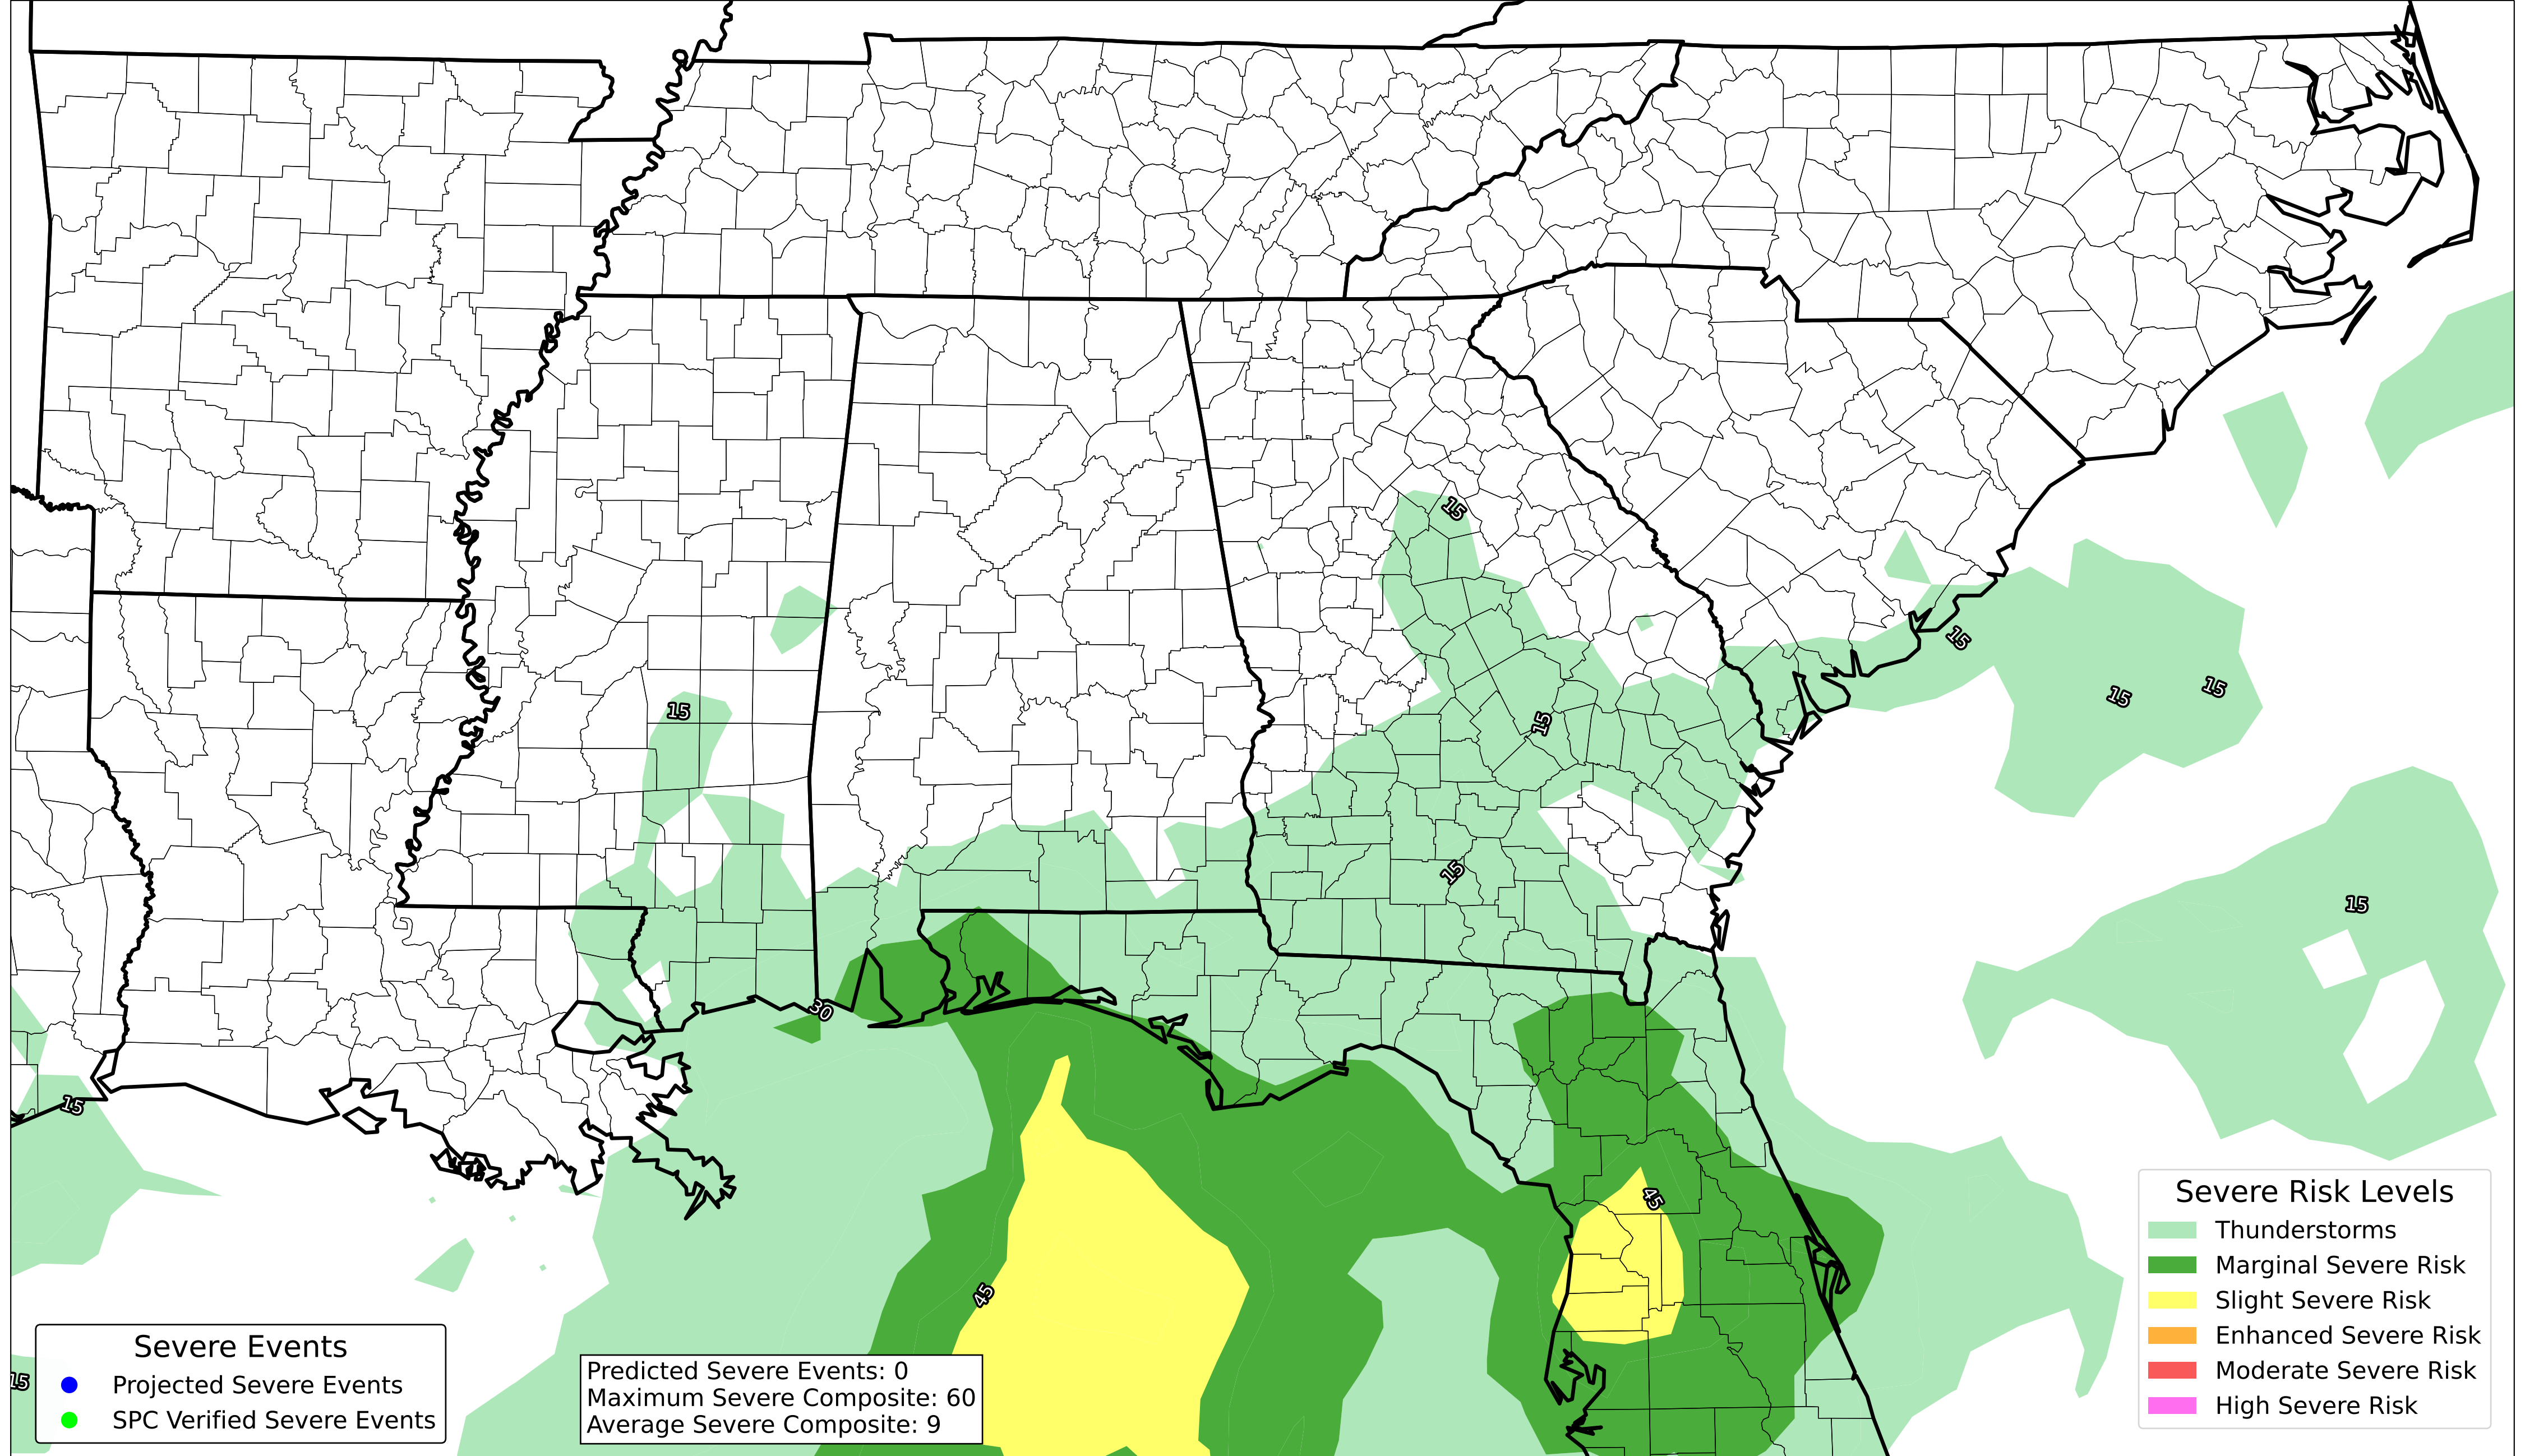 15
15
15
15
15
15
15
15
30
15
45
45
15
Severe Events
Projected Severe Events
SPC Verified Severe Events
Predicted Severe Events: 0
Maximum Severe Composite: 60
Average Severe Composite: 9
Severe Risk Levels
Thunderstorms
Marginal Severe Risk
Slight Severe Risk
Enhanced Severe Risk
Moderate Severe Risk
High Severe Risk